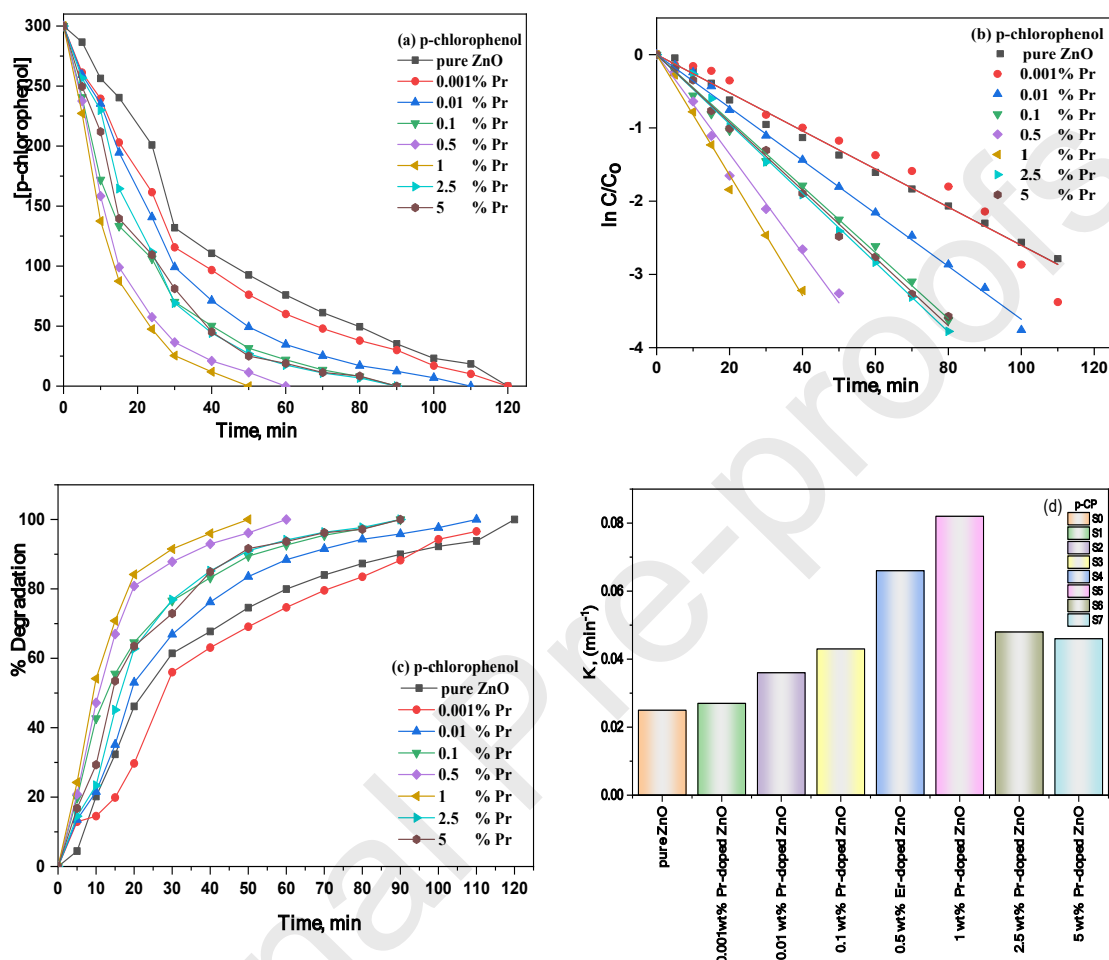 300
250
200
150
100
50
0
[p-chlorophenol]
(a) p-chlorophenol
pure ZnO
0.001% Pr
0.01 % Pr
0.1 % Pr
0.5 % Pr
1 % Pr
2.5 % Pr
5 % Pr
0 20 40 60 80 100 120
Time, min
0
-1
-2
-3
-4
ln C/C₀
(b) p-chlorophenol
pure ZnO
0.001% Pr
0.01 % Pr
0.1 % Pr
0.5 % Pr
1 % Pr
2.5 % Pr
5 % Pr
0 20 40 60 80 100 120
Time, min
100
80
60
40
20
0
% Degradation
(c) p-chlorophenol
pure ZnO
0.001% Pr
0.01 % Pr
0.1 % Pr
0.5 % Pr
1 % Pr
2.5 % Pr
5 % Pr
0 10 20 30 40 50 60 70 80 90 100 110 120
Time, min
0.08
0.06
0.04
0.02
0.00
K, (min⁻¹)
(d)
p-CP
S0
S1
S2
S3
S4
S5
S6
S7
pure ZnO
0.001wt% Pr-doped ZnO
0.01 wt% Pr-doped ZnO
0.1 wt% Pr-doped ZnO
0.5 wt% Er-doped ZnO
1 wt% Pr-doped ZnO
2.5 wt% Pr-doped ZnO
5 wt% Pr-doped ZnO
nal Pre-proofs